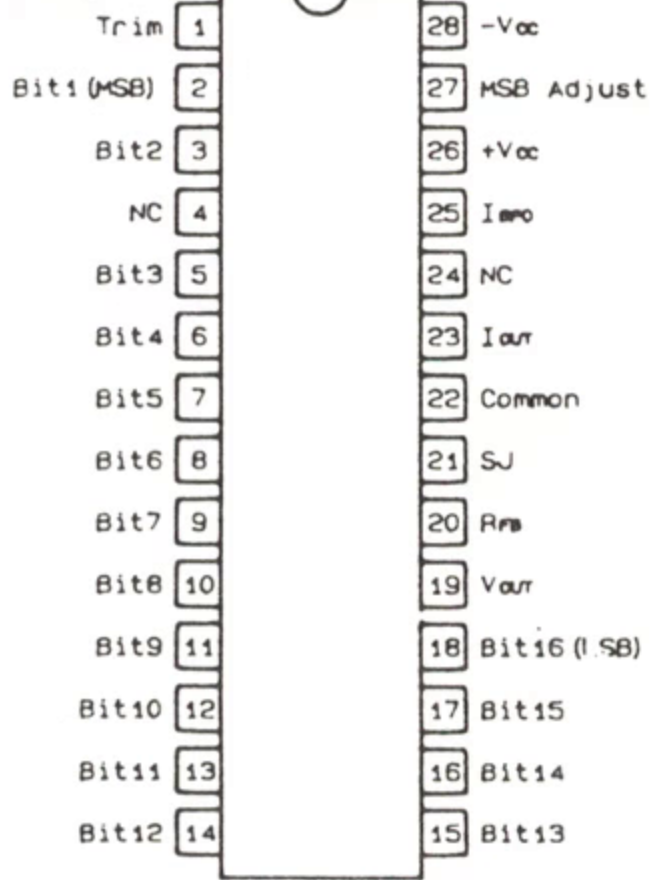 Trim 1 28 -Vcc
Bit1 (MSB) 2 27 MSB Adjust
Bit2 3 26 +Vcc
NC 4 25 IBPO
Bit3 5 24 NC
Bit4 6 23 IOUT
Bit5 7 22 Common
Bit6 8 21 SJ
Bit7 9 20 RFB
Bit8 10 19 VOUT
Bit9 11 18 Bit16 (LSB)
Bit10 12 17 Bit15
Bit11 13 16 Bit14
Bit12 14 15 Bit13